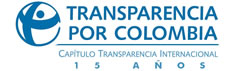 TRANSPARENCIA
POR COLOMBIA
CAPÍTULO TRANSPARENCIA INTERNACIONAL
15 AÑOS